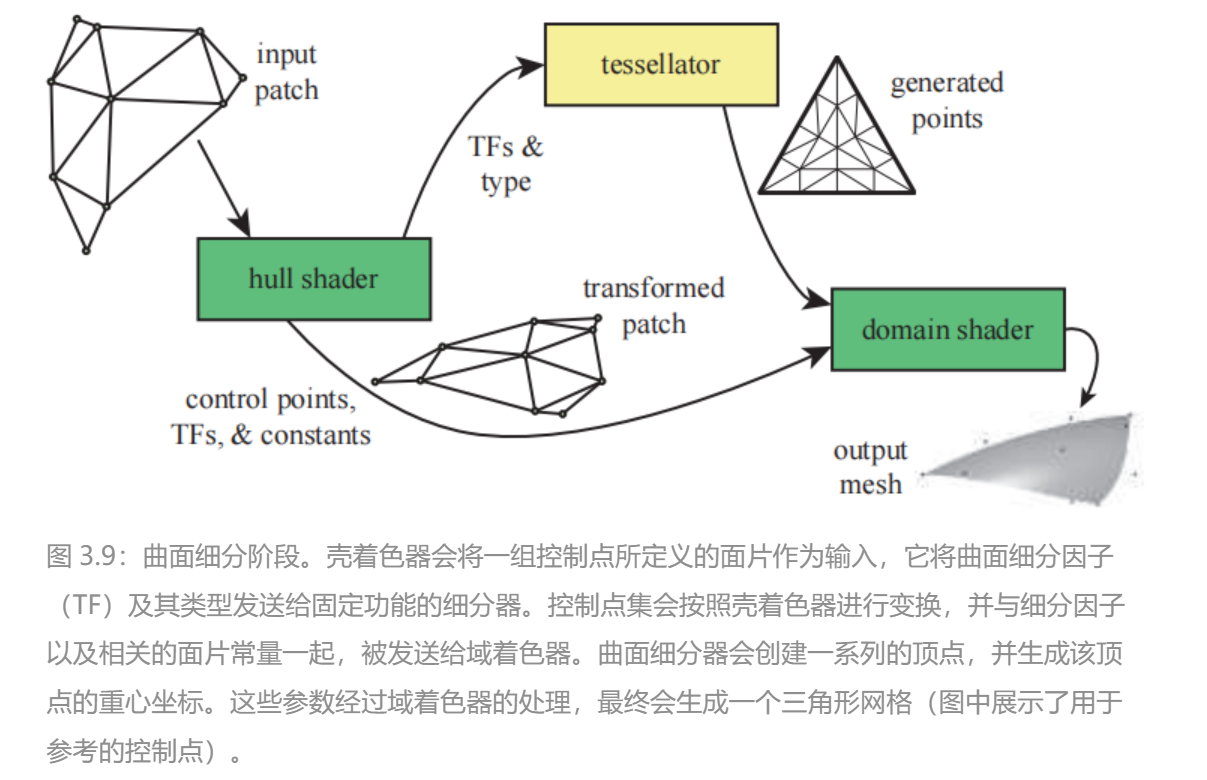 input
patch
tessellator
generated
points
TFs &
type
hull shader
transformed
patch
domain shader
control points,
TFs, & constants
output
mesh
图 3.9：曲面细分阶段。壳着色器会将一组控制点所定义的面片作为输入，它将曲面细分因子
（TF）及其类型发送给固定功能的细分器。控制点集会按照壳着色器进行变换，并与细分因子
以及相关的面片常量一起，被发送给域着色器。曲面细分器会创建一系列的顶点，并生成该顶
点的重心坐标。这些参数经过域着色器的处理，最终会生成一个三角形网格（图中展示了用于
参考的控制点）。